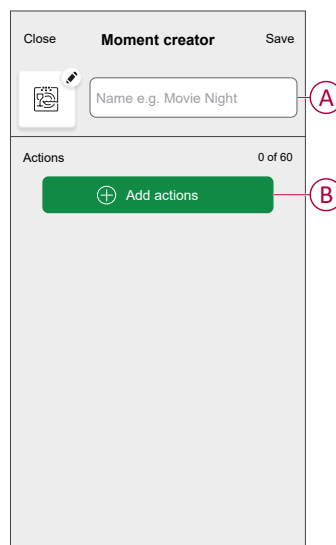 Close Moment creator Save
Name e.g. Movie Night A
Actions 0 of 60
Add actions B